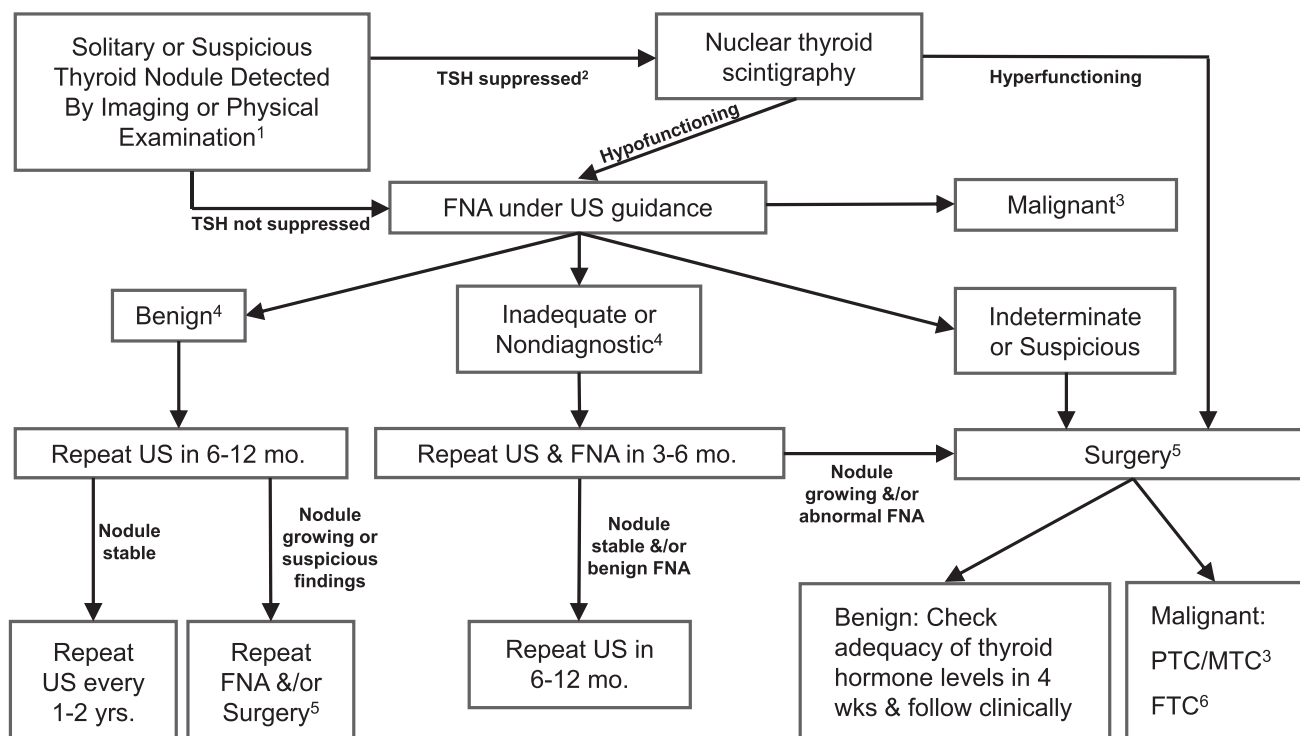 Solitary or Suspicious
Thyroid Nodule Detected
By Imaging or Physical
Examination¹
TSH suppressed²
Nuclear thyroid
scintigraphy
Hyperfunctioning
Hypofunctioning
TSH not suppressed
FNA under US guidance
Malignant³
Benign⁴
Inadequate or
Nondiagnostic⁴
Indeterminate
or Suspicious
Repeat US in 6-12 mo.
Repeat US & FNA in 3-6 mo.
Nodule
growing &/or
abnormal FNA
Surgery⁵
Nodule
stable
Nodule
growing or
suspicious
findings
Nodule
stable &/or
benign FNA
Repeat
US every
1-2 yrs.
Repeat
FNA &/or
Surgery⁵
Repeat US in
6-12 mo.
Benign: Check
adequacy of thyroid
hormone levels in 4
wks & follow clinically
Malignant:
PTC/MTC³
FTC⁶